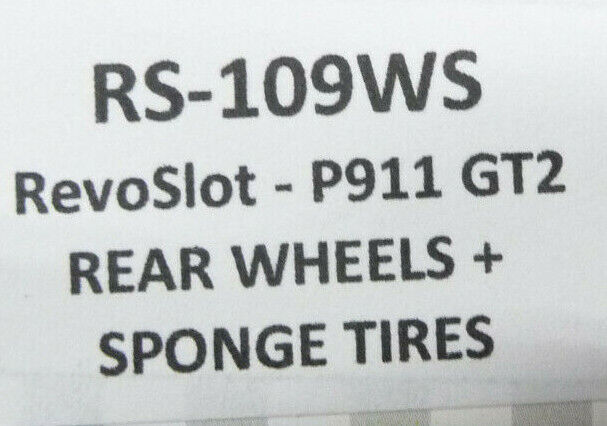 RS-109WS
RevoSlot - P911 GT2
REAR WHEELS +
SPONGE TIRES